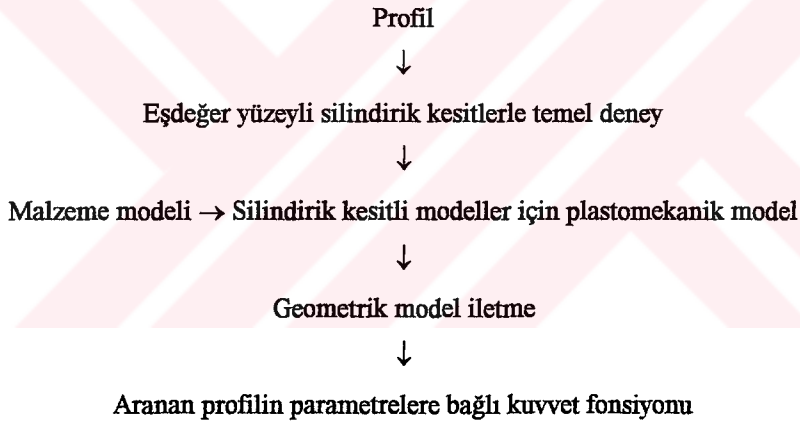 Profil
↓
Eşdeğer yüzeyli silindirik kesitlerle temel deney
↓
Malzeme modeli → Silindirik kesitli modeller için plastomekanik model
↓
Geometrik model iletme
↓
Aranan profilin parametrelere bağlı kuvvet fonsiyonu